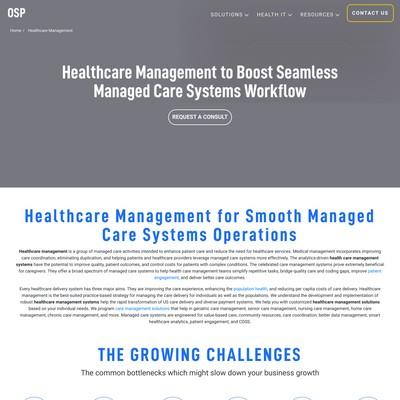 OSP
SOLUTIONS
HEALTH IT
RESOURCES
CONTACT US
Home / Healthcare Management
Healthcare Management to Boost Seamless
Managed Care Systems Workflow
REQUEST A CONSULT
Healthcare Management for Smooth Managed
Care Systems Operations
Healthcare management is a group of managed care activities intended to enhance patient care and reduce the need for healthcare services. Medical management incorporates improving
care coordination, eliminating duplication, and helping patients and healthcare providers leverage managed care systems more effectively. The analytics-driven health care management
systems have the potential to improve quality, patient outcomes, and control costs for patients with complex conditions. The celebrated care management systems prove extremely beneficial
for caregivers. They offer a broad spectrum of managed care systems to help health care management teams simplify repetitive tasks, bridge quality care and coding gaps, improve patient
engagement, and deliver better care outcomes.
Every healthcare delivery system has three major aims. They are improving the care experience, enhancing the population health, and reducing per capita costs of care delivery. Healthcare
management is the best-suited practice-based strategy for managing the care delivery for individuals as well as the populations. We understand the development and implementation of
robust healthcare management systems help the rapid transformation of US care delivery and diverse payment systems. We help you with customized healthcare management solutions
based on your individual needs. We program care management solutions that help in geriatric care management, senior care management, nursing care management, home care
management, chronic care management, and more. Managed care systems are engineered for value-based care, community resources, care coordination, better data management, smart
healthcare analytics, patient engagement, and CDSS.
THE GROWING CHALLENGES
The common bottlenecks which might slow down your business growth